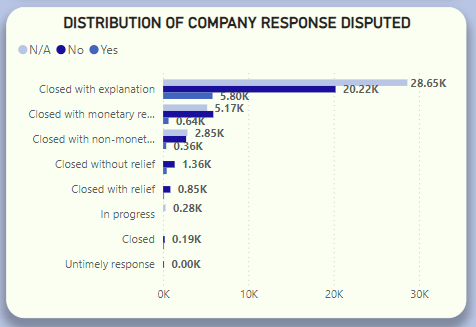 DISTRIBUTION OF COMPANY RESPONSE DISPUTED
N/A No Yes
Closed with explanation 28.65K
20.22K
5.80K
Closed with monetary re... 5.17K
0.64K
Closed with non-monet... 2.85K
0.36K
Closed without relief 1.36K
Closed with relief 0.85K
In progress 0.28K
Closed 0.19K
Untimely response 0.00K
0K 10K 20K 30K